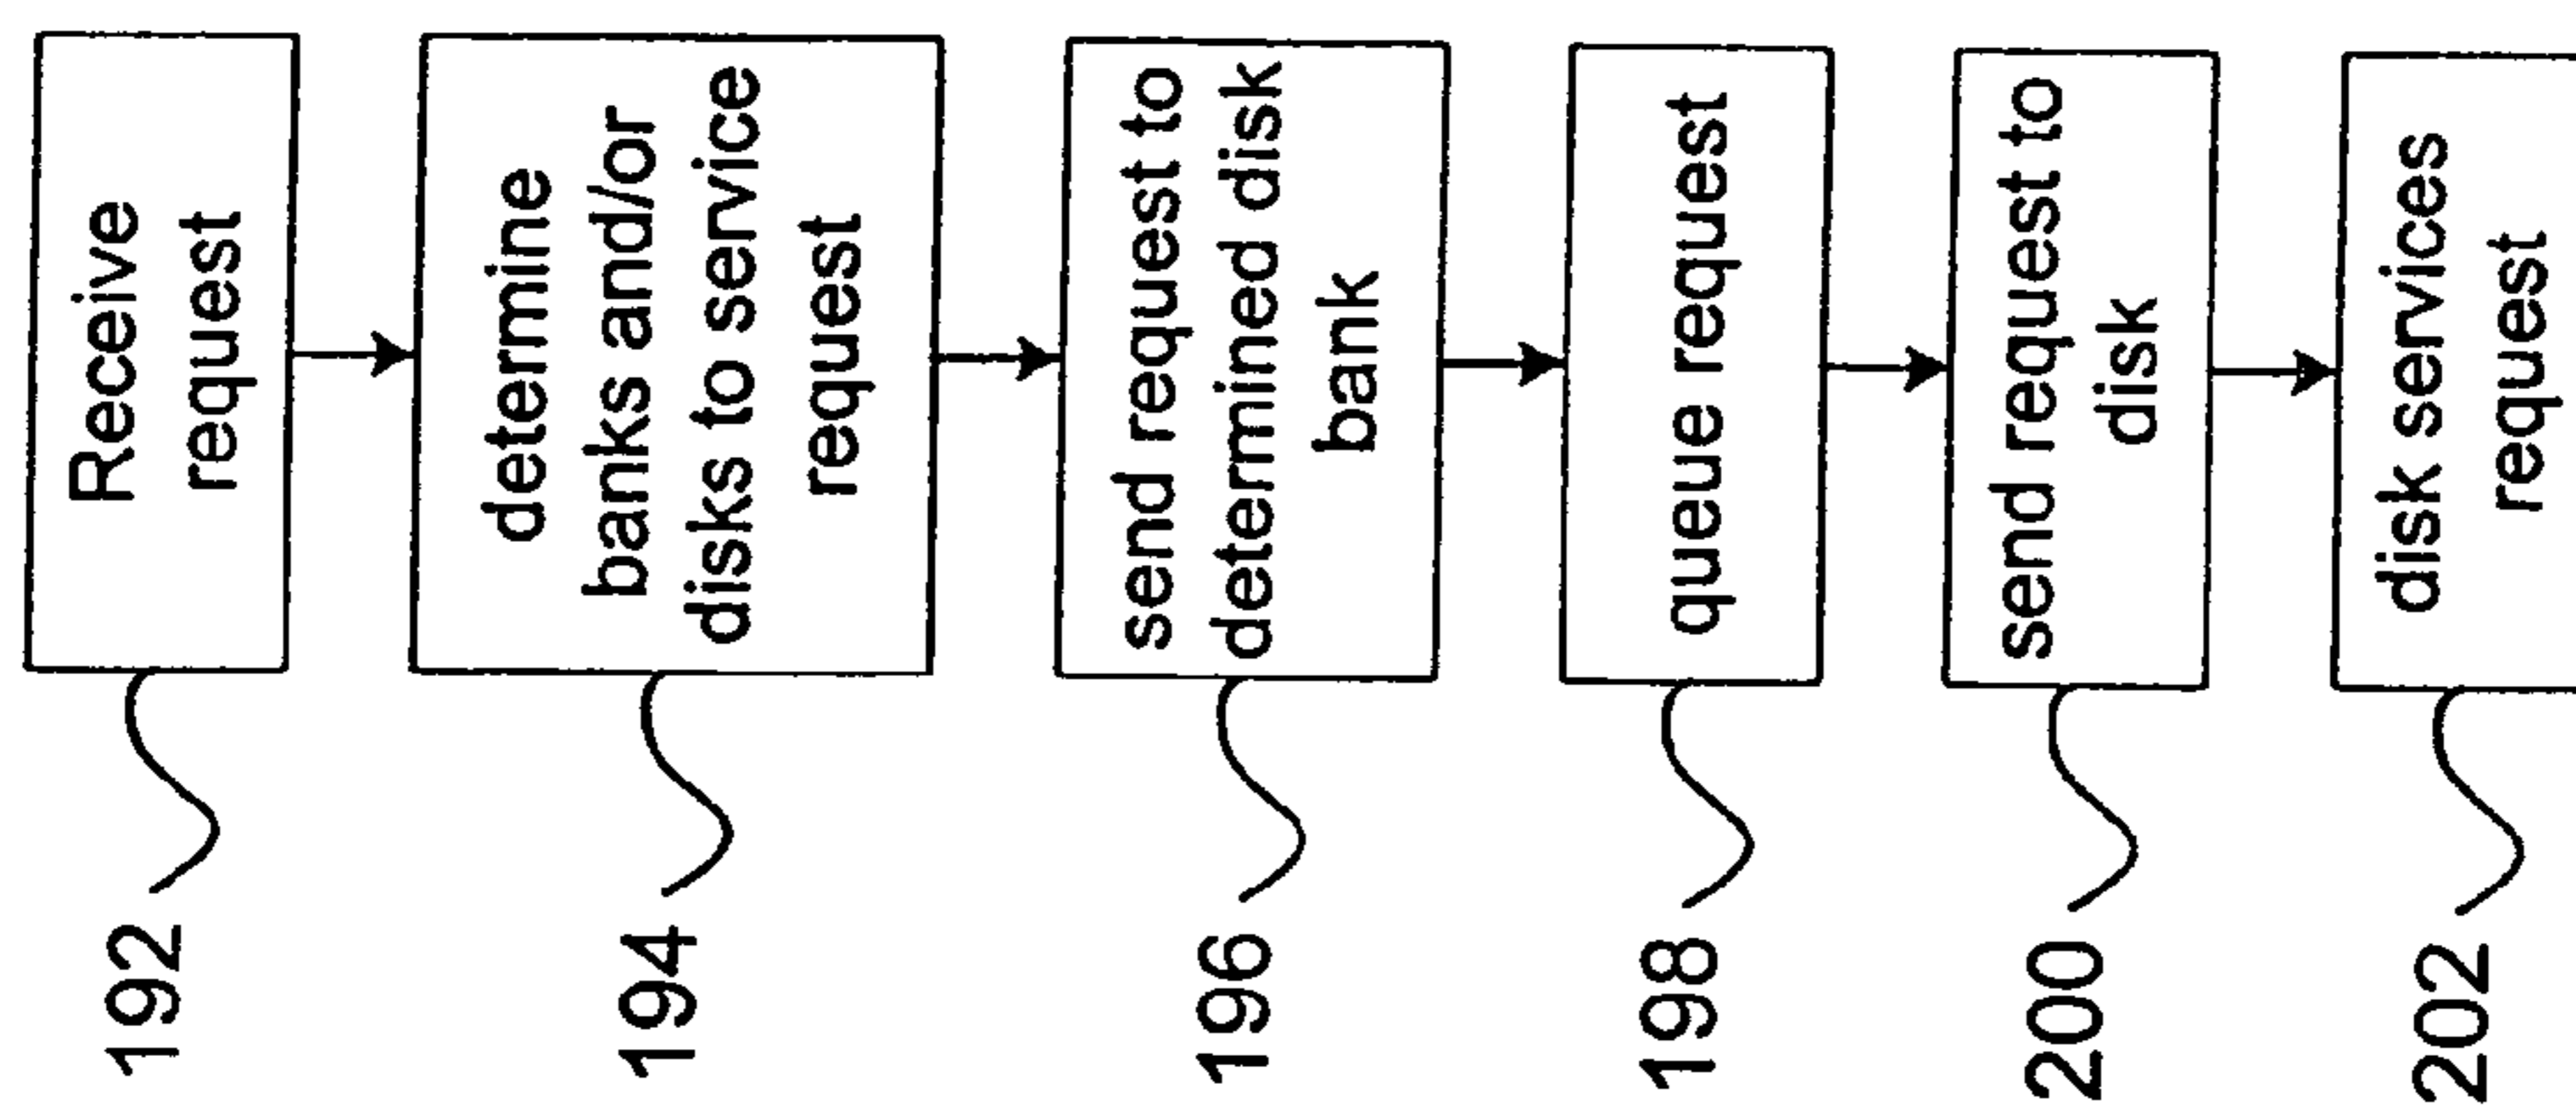 192
Receive
request
194
determine
banks and/or
disks to service
request
196
send request to
determined disk
bank
198
queue request
200
send request to
disk
202
disk services
request